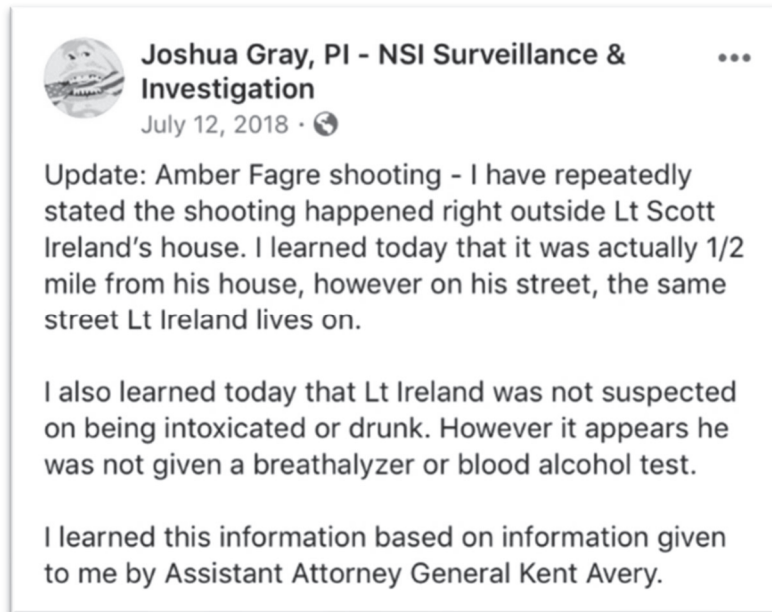 Joshua Gray, PI - NSI Surveillance &
Investigation
July 12, 2018 ·
Update: Amber Fagre shooting - I have repeatedly
stated the shooting happened right outside Lt Scott
Ireland's house. I learned today that it was actually 1/2
mile from his house, however on his street, the same
street Lt Ireland lives on.
I also learned today that Lt Ireland was not suspected
on being intoxicated or drunk. However it appears he
was not given a breathalyzer or blood alcohol test.
I learned this information based on information given
to me by Assistant Attorney General Kent Avery.